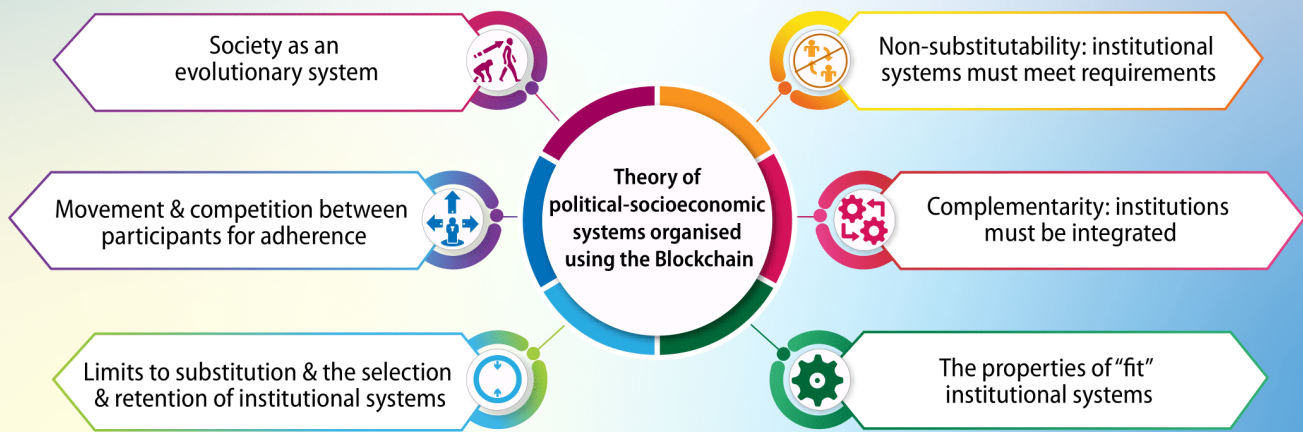 Society as an
evolutionary system
Non-substitutability: institutional
systems must meet requirements
Movement & competition between
participants for adherence
Theory of
political-socioeconomic
systems organised
using the Blockchain
Complementarity: institutions
must be integrated
Limits to substitution & the selection
& retention of institutional systems
The properties of “fit”
institutional systems